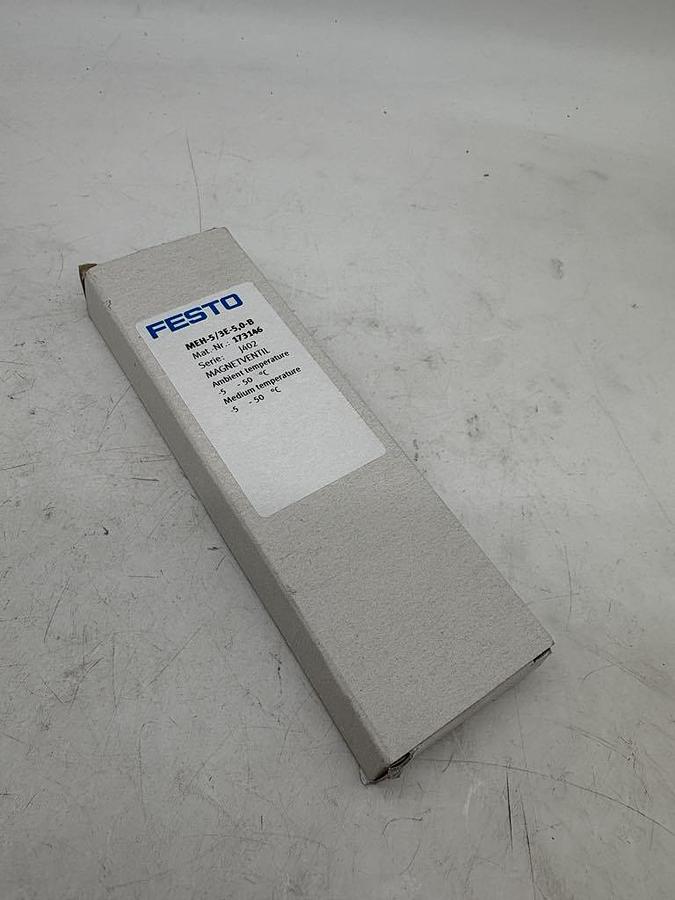 FESTO
MEH-5/3E-5,0-B
Mat.-Nr.: 173146
Serie: J402
MAGNETVENTIL
Ambient temperature
-5 - 50 °C
Medium temperature
-5 - 50 °C